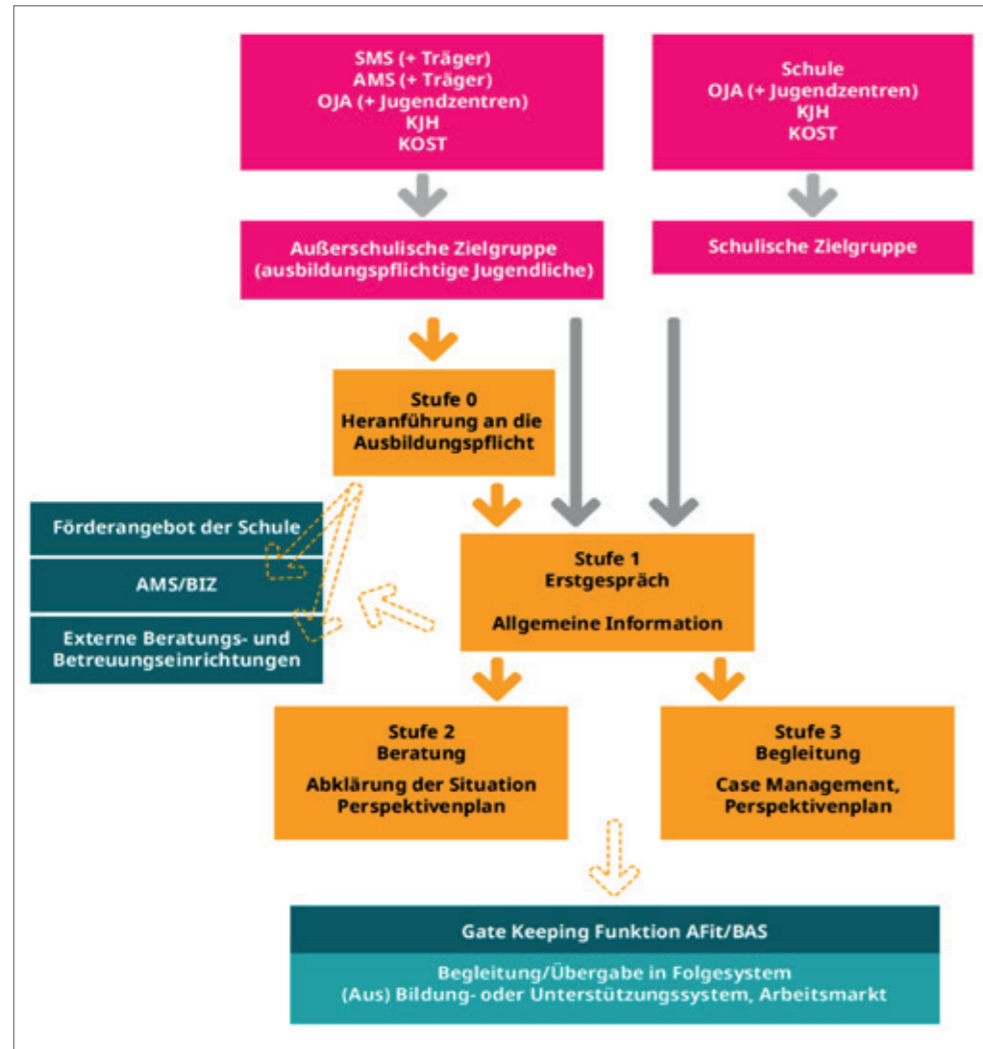 SMS (+ Träger)
AMS (+ Träger)
OJA (+ Jugendzentren)
KJH
KOST
Schule
OJA (+ Jugendzentren)
KJH
KOST
Außerschulische Zielgruppe
(ausbildungspflichtige Jugendliche)
Schulische Zielgruppe
Stufe 0
Heranführung an die
Ausbildungspflicht
Förderangebot der Schule
AMS/BIZ
Externe Beratungs- und
Betreuungseinrichtungen
Stufe 1
Erstgespräch
Allgemeine Information
Stufe 2
Beratung
Abklärung der Situation
Perspektivenplan
Stufe 3
Begleitung
Case Management,
Perspektivenplan
Gate Keeping Funktion AFit/BAS
Begleitung/Übergabe in Folgesystem
(Aus) Bildung- oder Unterstützungssystem, Arbeitsmarkt